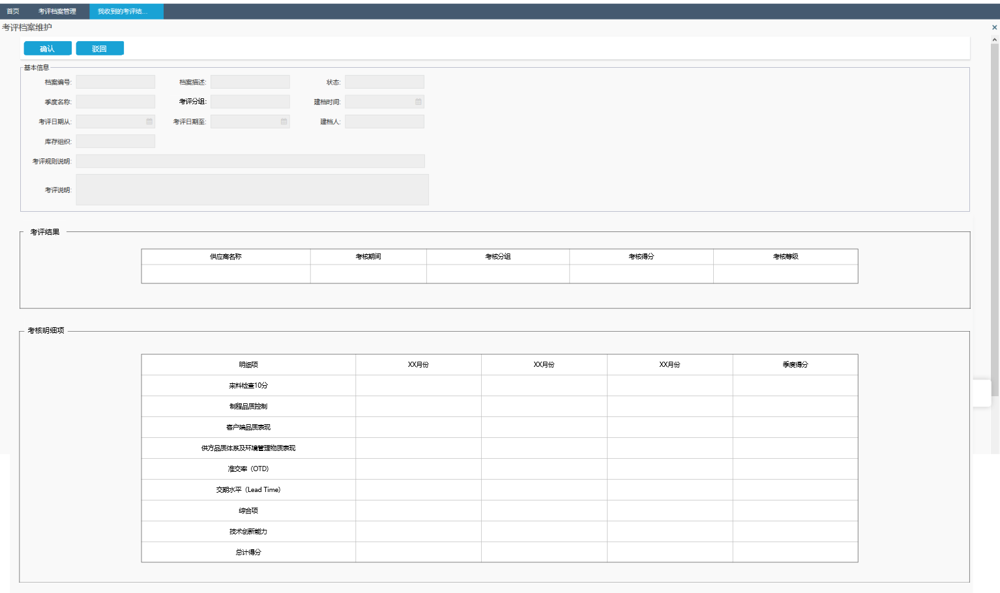 首页 考评档案管理 我收到的考评结...
考评档案维护
确认 驳回
基本信息
档案编号: 档案描述: 状态:
季度名称: 考评分组: 建档时间:
考评日期从: 考评日期至: 建档人:
库存组织:
考评规则说明:
考评说明:
考评结果
供应商名称 考核期间 考核分组 考核得分 考核等级
考核明细项
明细项 XX月份 XX月份 XX月份 季度得分
来料检查10分
制程品质控制
客户端品质表现
供方品质体系及环境管理物质表现
准交率（OTD）
交期水平（Lead Time）
综合项
技术创新能力
总计得分